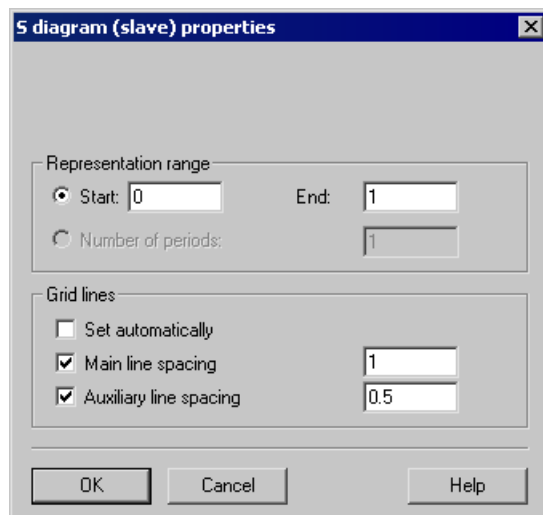 S diagram (slave) properties
Representation range
Start: 0 End: 1
Number of periods: 1
Grid lines
Set automatically
Main line spacing 1
Auxiliary line spacing 0.5
OK Cancel Help